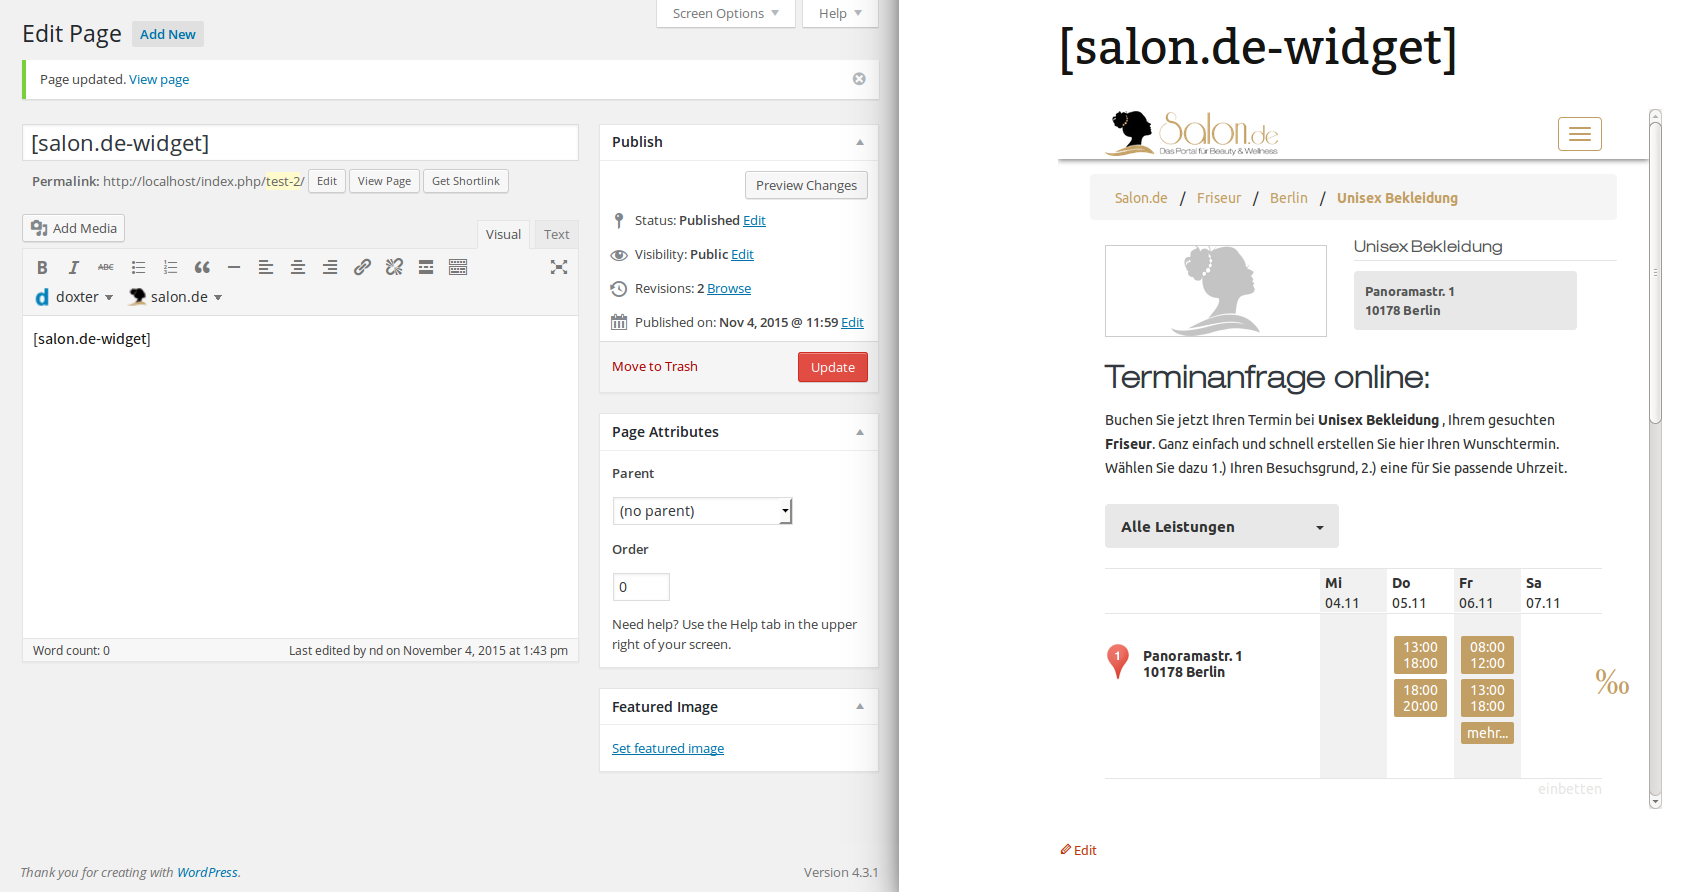 Screen Options
Help
Edit Page
Add New
Page updated. View page
[salon.de-widget]
Permalink: http://localhost/index.php/test-2/ Edit View Page Get Shortlink
Add Media
Visual
Text
B I ABC
doxter
salon.de
[salon.de-widget]
Word count: 0
Last edited by nd on November 4, 2015 at 1:43 pm
Publish
Preview Changes
Status: Published Edit
Visibility: Public Edit
Revisions: 2 Browse
Published on: Nov 4, 2015 @ 11:59 Edit
Move to Trash
Update
Page Attributes
Parent
(no parent)
Order
0
Need help? Use the Help tab in the upper
right of your screen.
Featured Image
Set featured image
Thank you for creating with WordPress.
Version 4.3.1
[salon.de-widget]
Salon.de
Das Portal für Beauty & Wellness
Salon.de / Friseur / Berlin / Unisex Bekleidung
Unisex Bekleidung
Panoramastr. 1
10178 Berlin
Terminanfrage online:
Buchen Sie jetzt Ihren Termin bei Unisex Bekleidung , Ihrem gesuchten
Friseur. Ganz einfach und schnell erstellen Sie hier Ihren Wunschtermin.
Wählen Sie dazu 1.) Ihren Besuchsgrund, 2.) eine für Sie passende Uhrzeit.
Alle Leistungen
Mi Do Fr Sa
04.11 05.11 06.11 07.11
1
Panoramastr. 1
10178 Berlin
13:00
18:00
18:00
20:00
08:00
12:00
13:00
18:00
mehr...
‰
einbetten
Edit